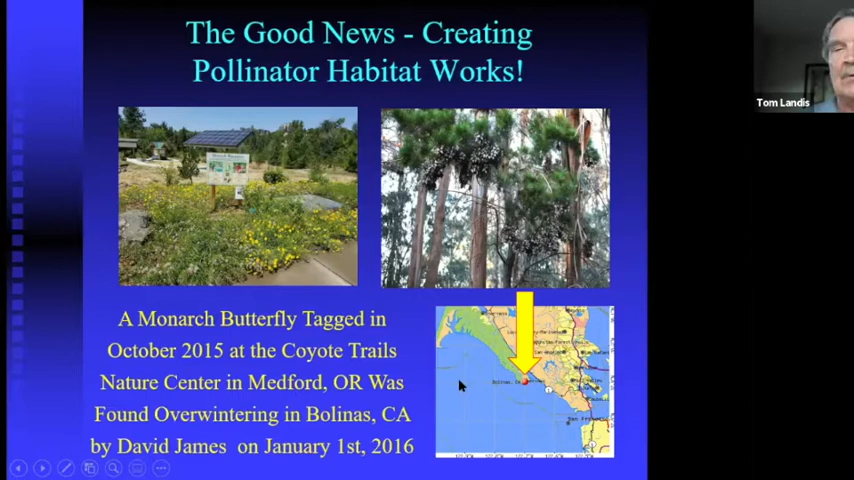 The Good News - Creating
Pollinator Habitat Works!
Tom Landis
A Monarch Butterfly Tagged in
October 2015 at the Coyote Trails
Nature Center in Medford, OR Was
Found Overwintering in Bolinas, CA
by David James on January 1st, 2016